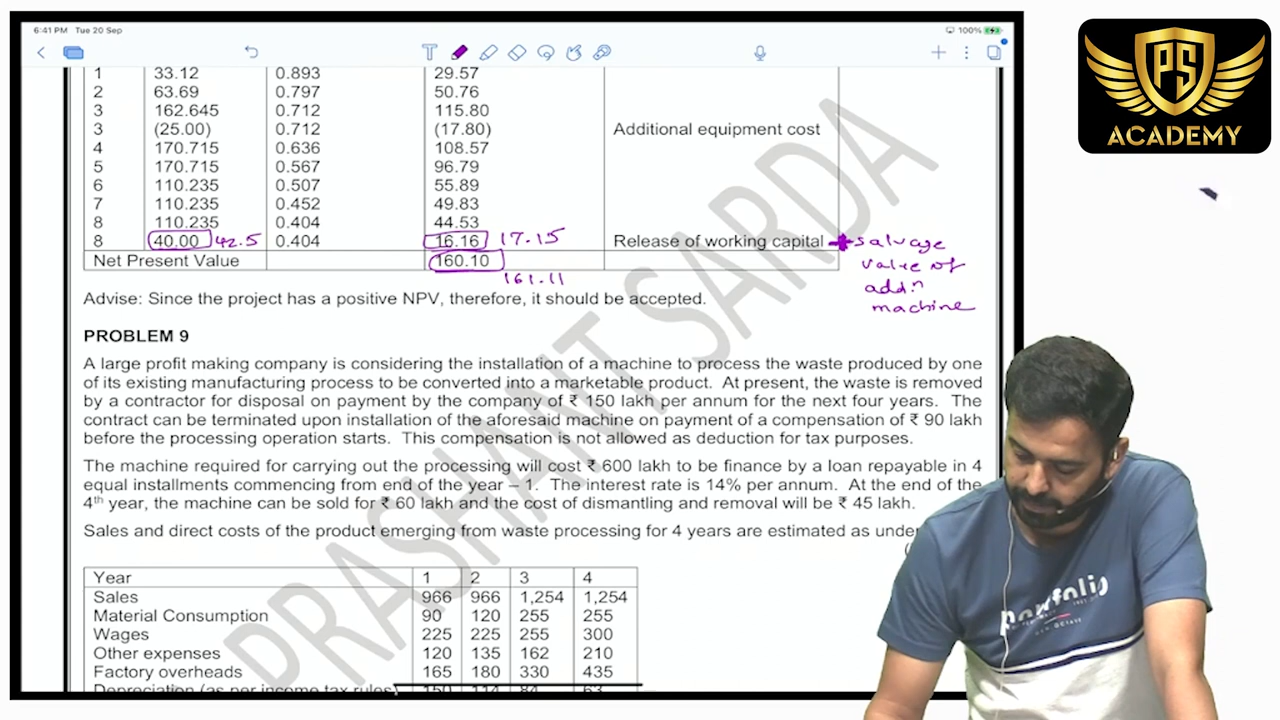 6:41 PM Tue 20 Sep
100%
T
PS
ACADEMY
1 33.12 0.893 29.57
2 63.69 0.797 50.76
3 162.645 0.712 115.80
3 (25.00) 0.712 (17.80) Additional equipment cost
4 170.715 0.636 108.57
5 170.715 0.567 96.79
6 110.235 0.507 55.89
7 110.235 0.452 49.83
8 110.235 0.404 44.53
8 40.00 42.5 0.404 16.16 17.15 Release of working capital + salvage
value of
addn
machine
Net Present Value 160.10
161.11
Advise: Since the project has a positive NPV, therefore, it should be accepted.
PROBLEM 9
A large profit making company is considering the installation of a machine to process the waste produced by one
of its existing manufacturing process to be converted into a marketable product. At present, the waste is removed
by a contractor for disposal on payment by the company of ₹ 150 lakh per annum for the next four years. The
contract can be terminated upon installation of the aforesaid machine on payment of a compensation of ₹ 90 lakh
before the processing operation starts. This compensation is not allowed as deduction for tax purposes.
The machine required for carrying out the processing will cost ₹ 600 lakh to be finance by a loan repayable in 4
equal installments commencing from end of the year – 1. The interest rate is 14% per annum. At the end of the
4th year, the machine can be sold for ₹ 60 lakh and the cost of dismantling and removal will be ₹ 45 lakh.
Sales and direct costs of the product emerging from waste processing for 4 years are estimated as unde
Year 1 2 3 4
Sales 966 966 1,254 1,254
Material Consumption 90 120 255 255
Wages 225 225 255 300
Other expenses 120 135 162 210
Factory overheads 165 180 330 435
Depreciation (as per income tax rules 150 114 84 63
PRASHANT SARDA